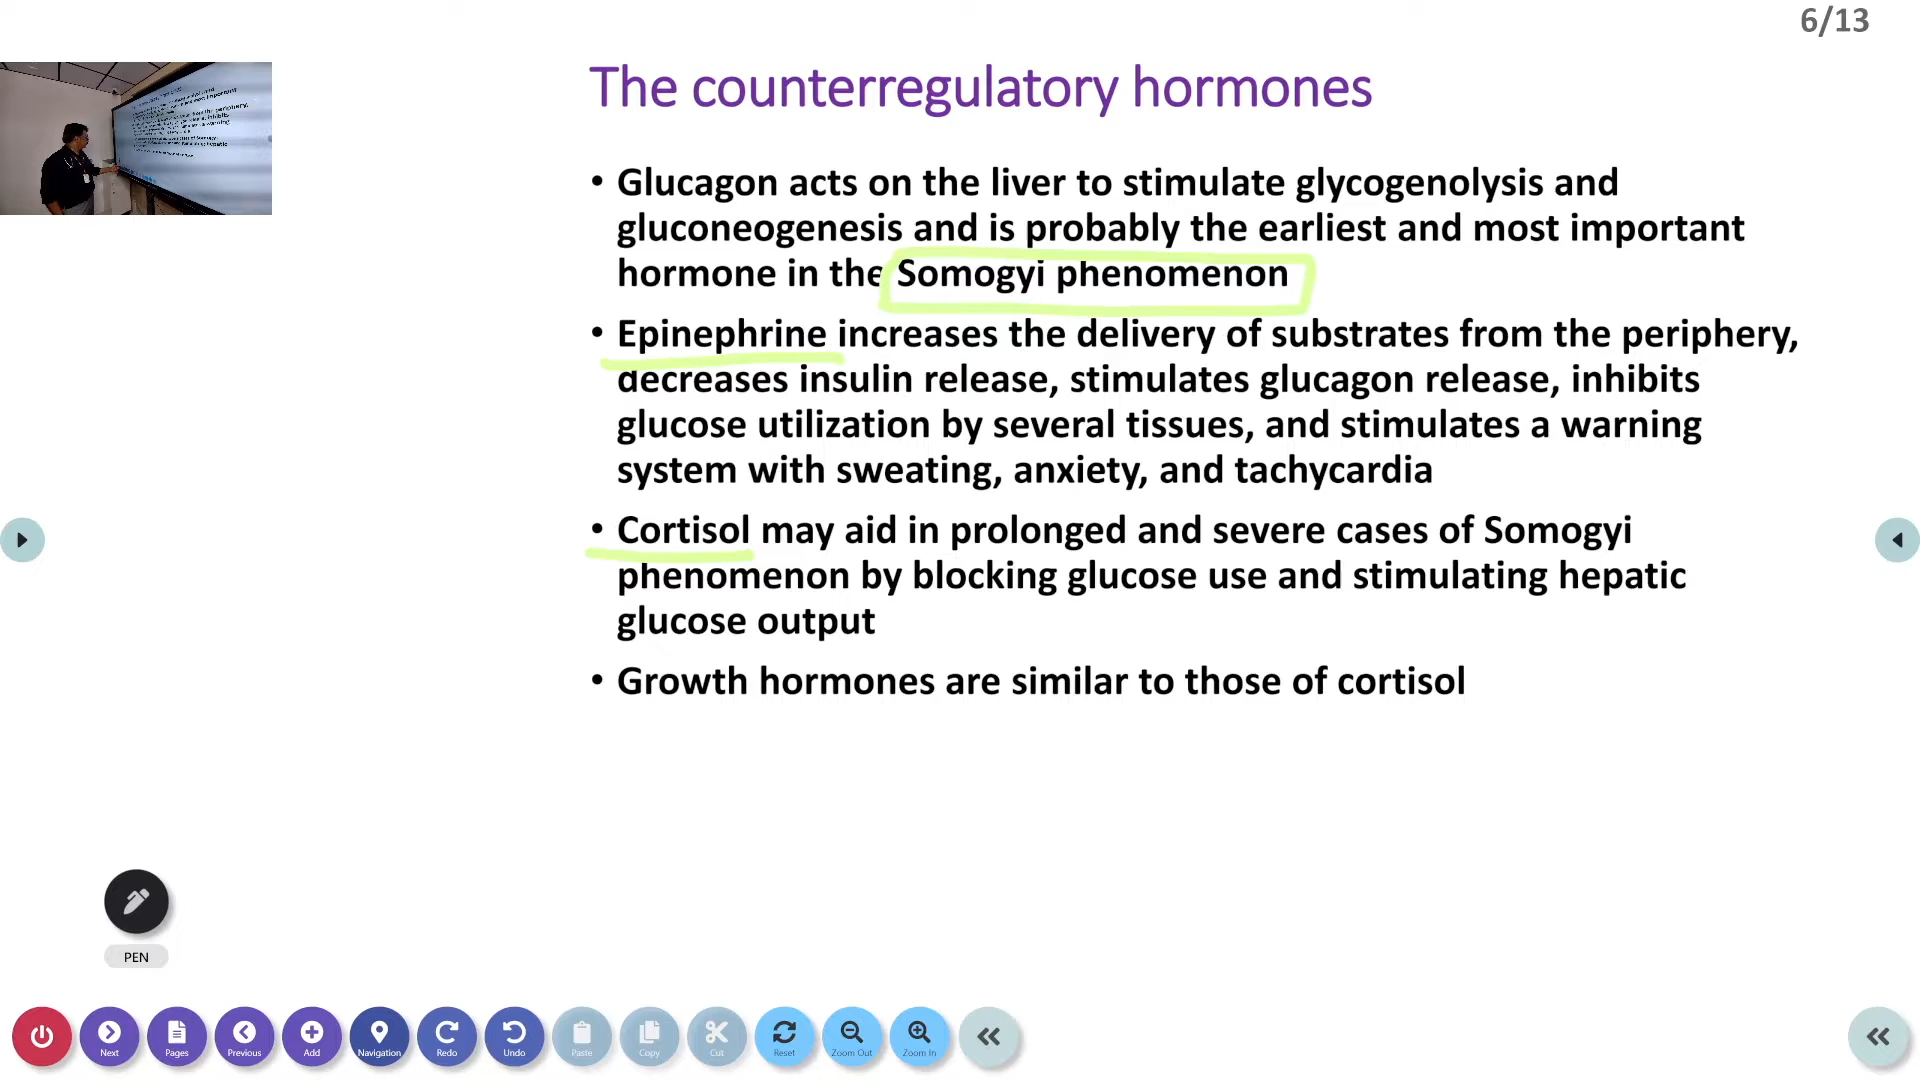 6/13
The counterregulatory hormones
• Glucagon acts on the liver to stimulate glycogenolysis and
gluconeogenesis and is probably the earliest and most important
hormone in the Somogyi phenomenon
• Epinephrine increases the delivery of substrates from the periphery,
decreases insulin release, stimulates glucagon release, inhibits
glucose utilization by several tissues, and stimulates a warning
system with sweating, anxiety, and tachycardia
• Cortisol may aid in prolonged and severe cases of Somogyi
phenomenon by blocking glucose use and stimulating hepatic
glucose output
• Growth hormones are similar to those of cortisol
PEN
Next Pages Previous Add Navigation Redo Undo Paste Copy Cut Reset Zoom Out Zoom In